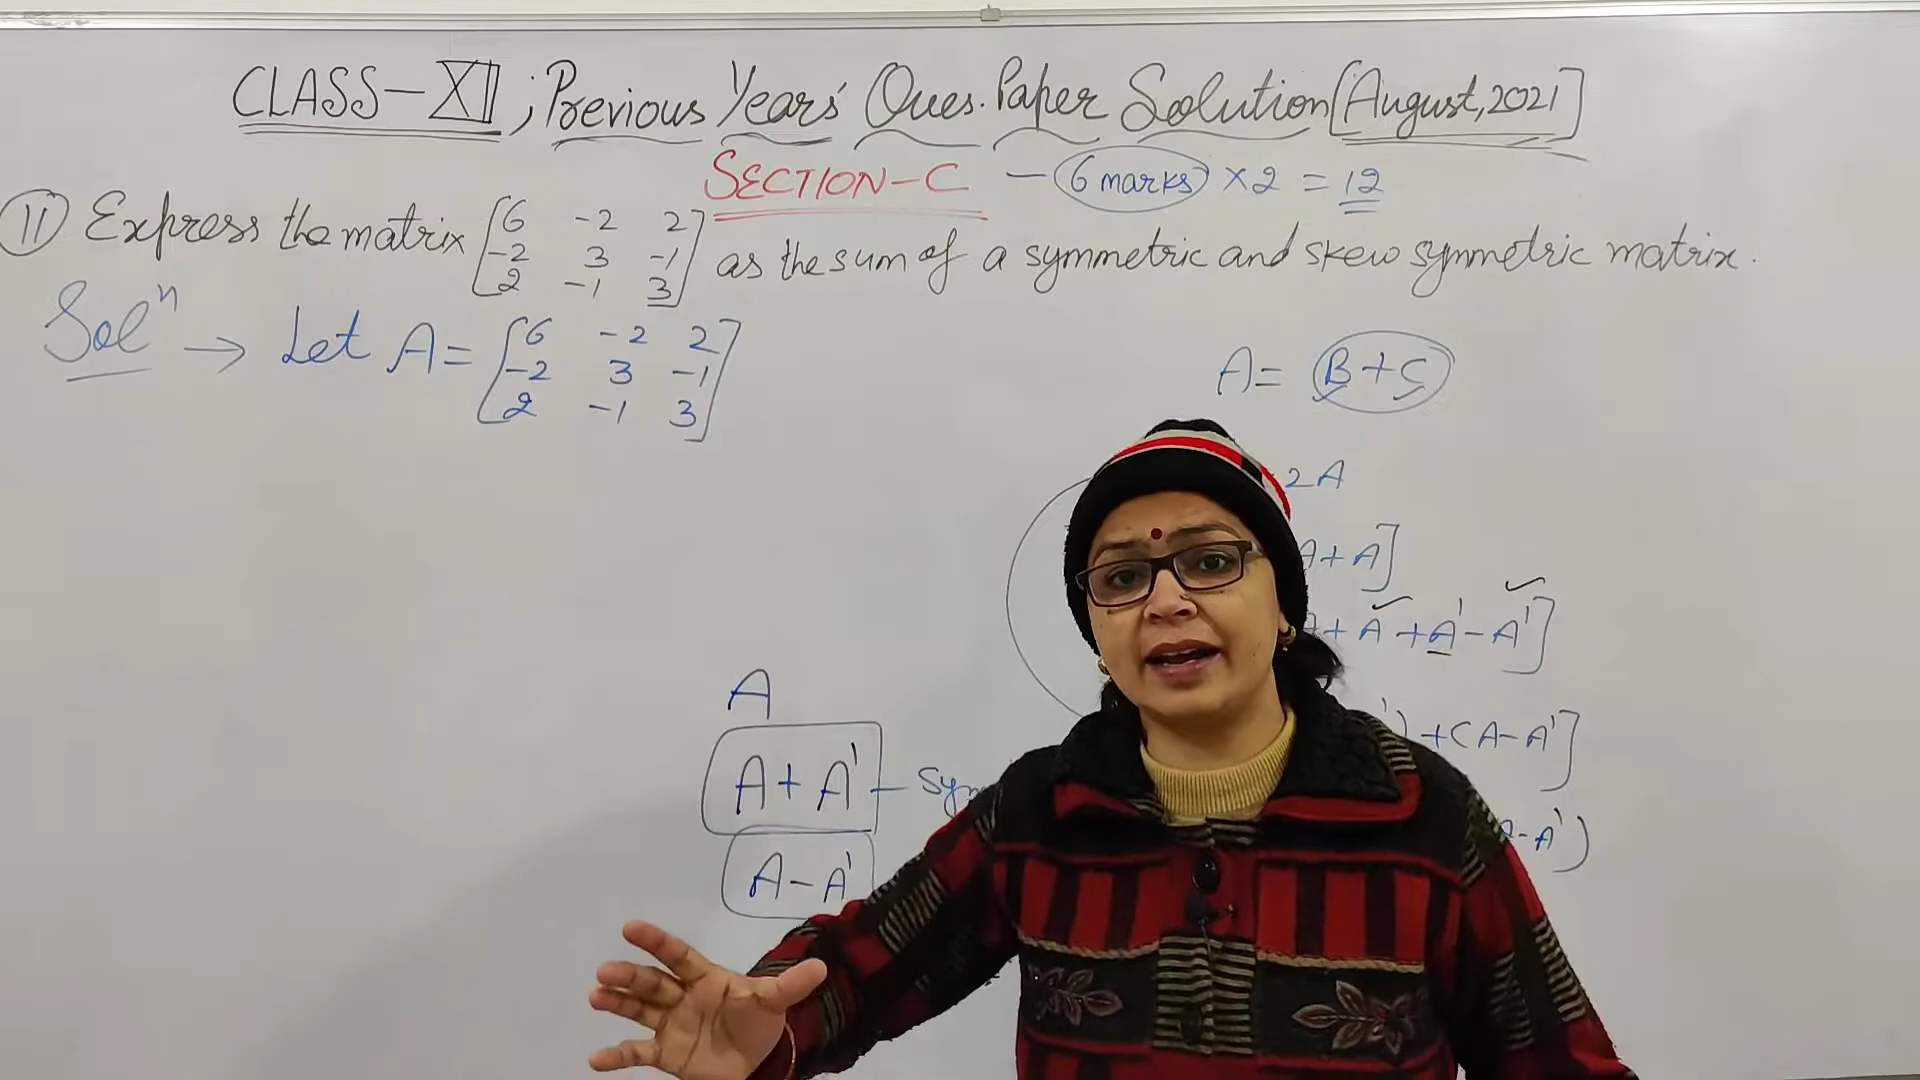 CLASS-XII; Previous Years' Ques. Paper Solution [August, 2021]
SECTION-C - 6 marks × 2 = 12
11 Express the matrix [6 -2 2
-2 3 -1
2 -1 3] as the sum of a symmetric and skew symmetric matrix.
Solⁿ → Let A = [6 -2 2
-2 3 -1
2 -1 3]
A = B + C
2A
A + A]
+ A + A' - A']
A
A + A' - Sym
A - A'
') + (A - A']
A - A')